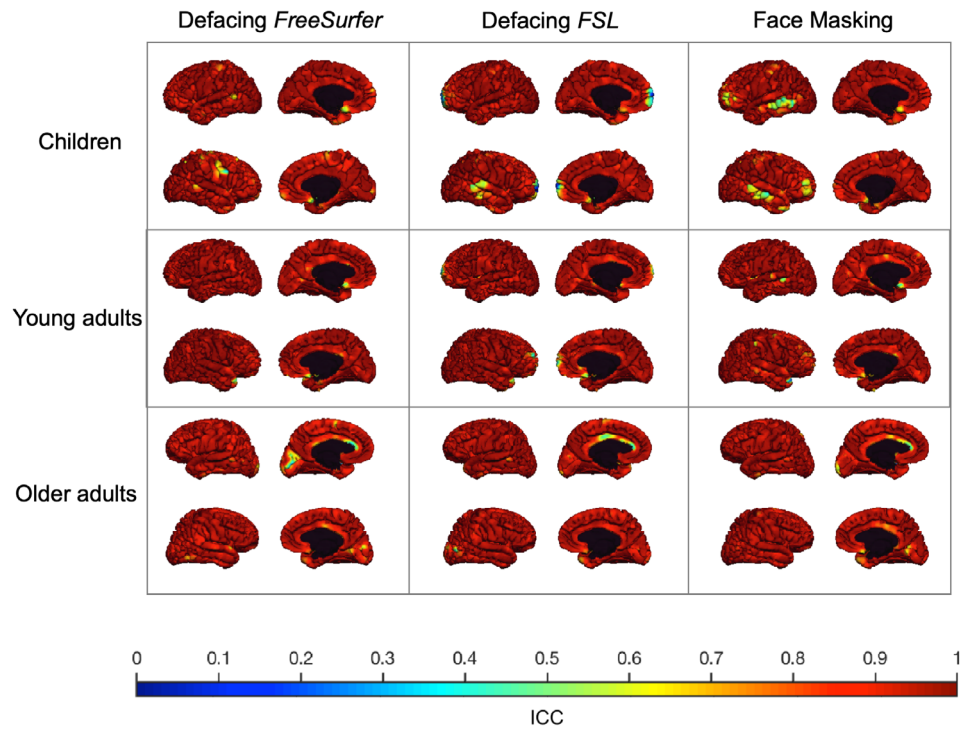 Defacing FreeSurfer Defacing FSL Face Masking
Children
Young adults
Older adults
0 0.1 0.2 0.3 0.4 0.5 0.6 0.7 0.8 0.9 1
ICC